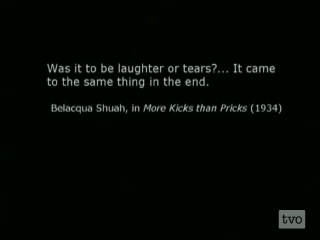 Was it to be laughter or tears?... It came
to the same thing in the end.
Belacqua Shuah, in More Kicks than Pricks (1934)
tvo